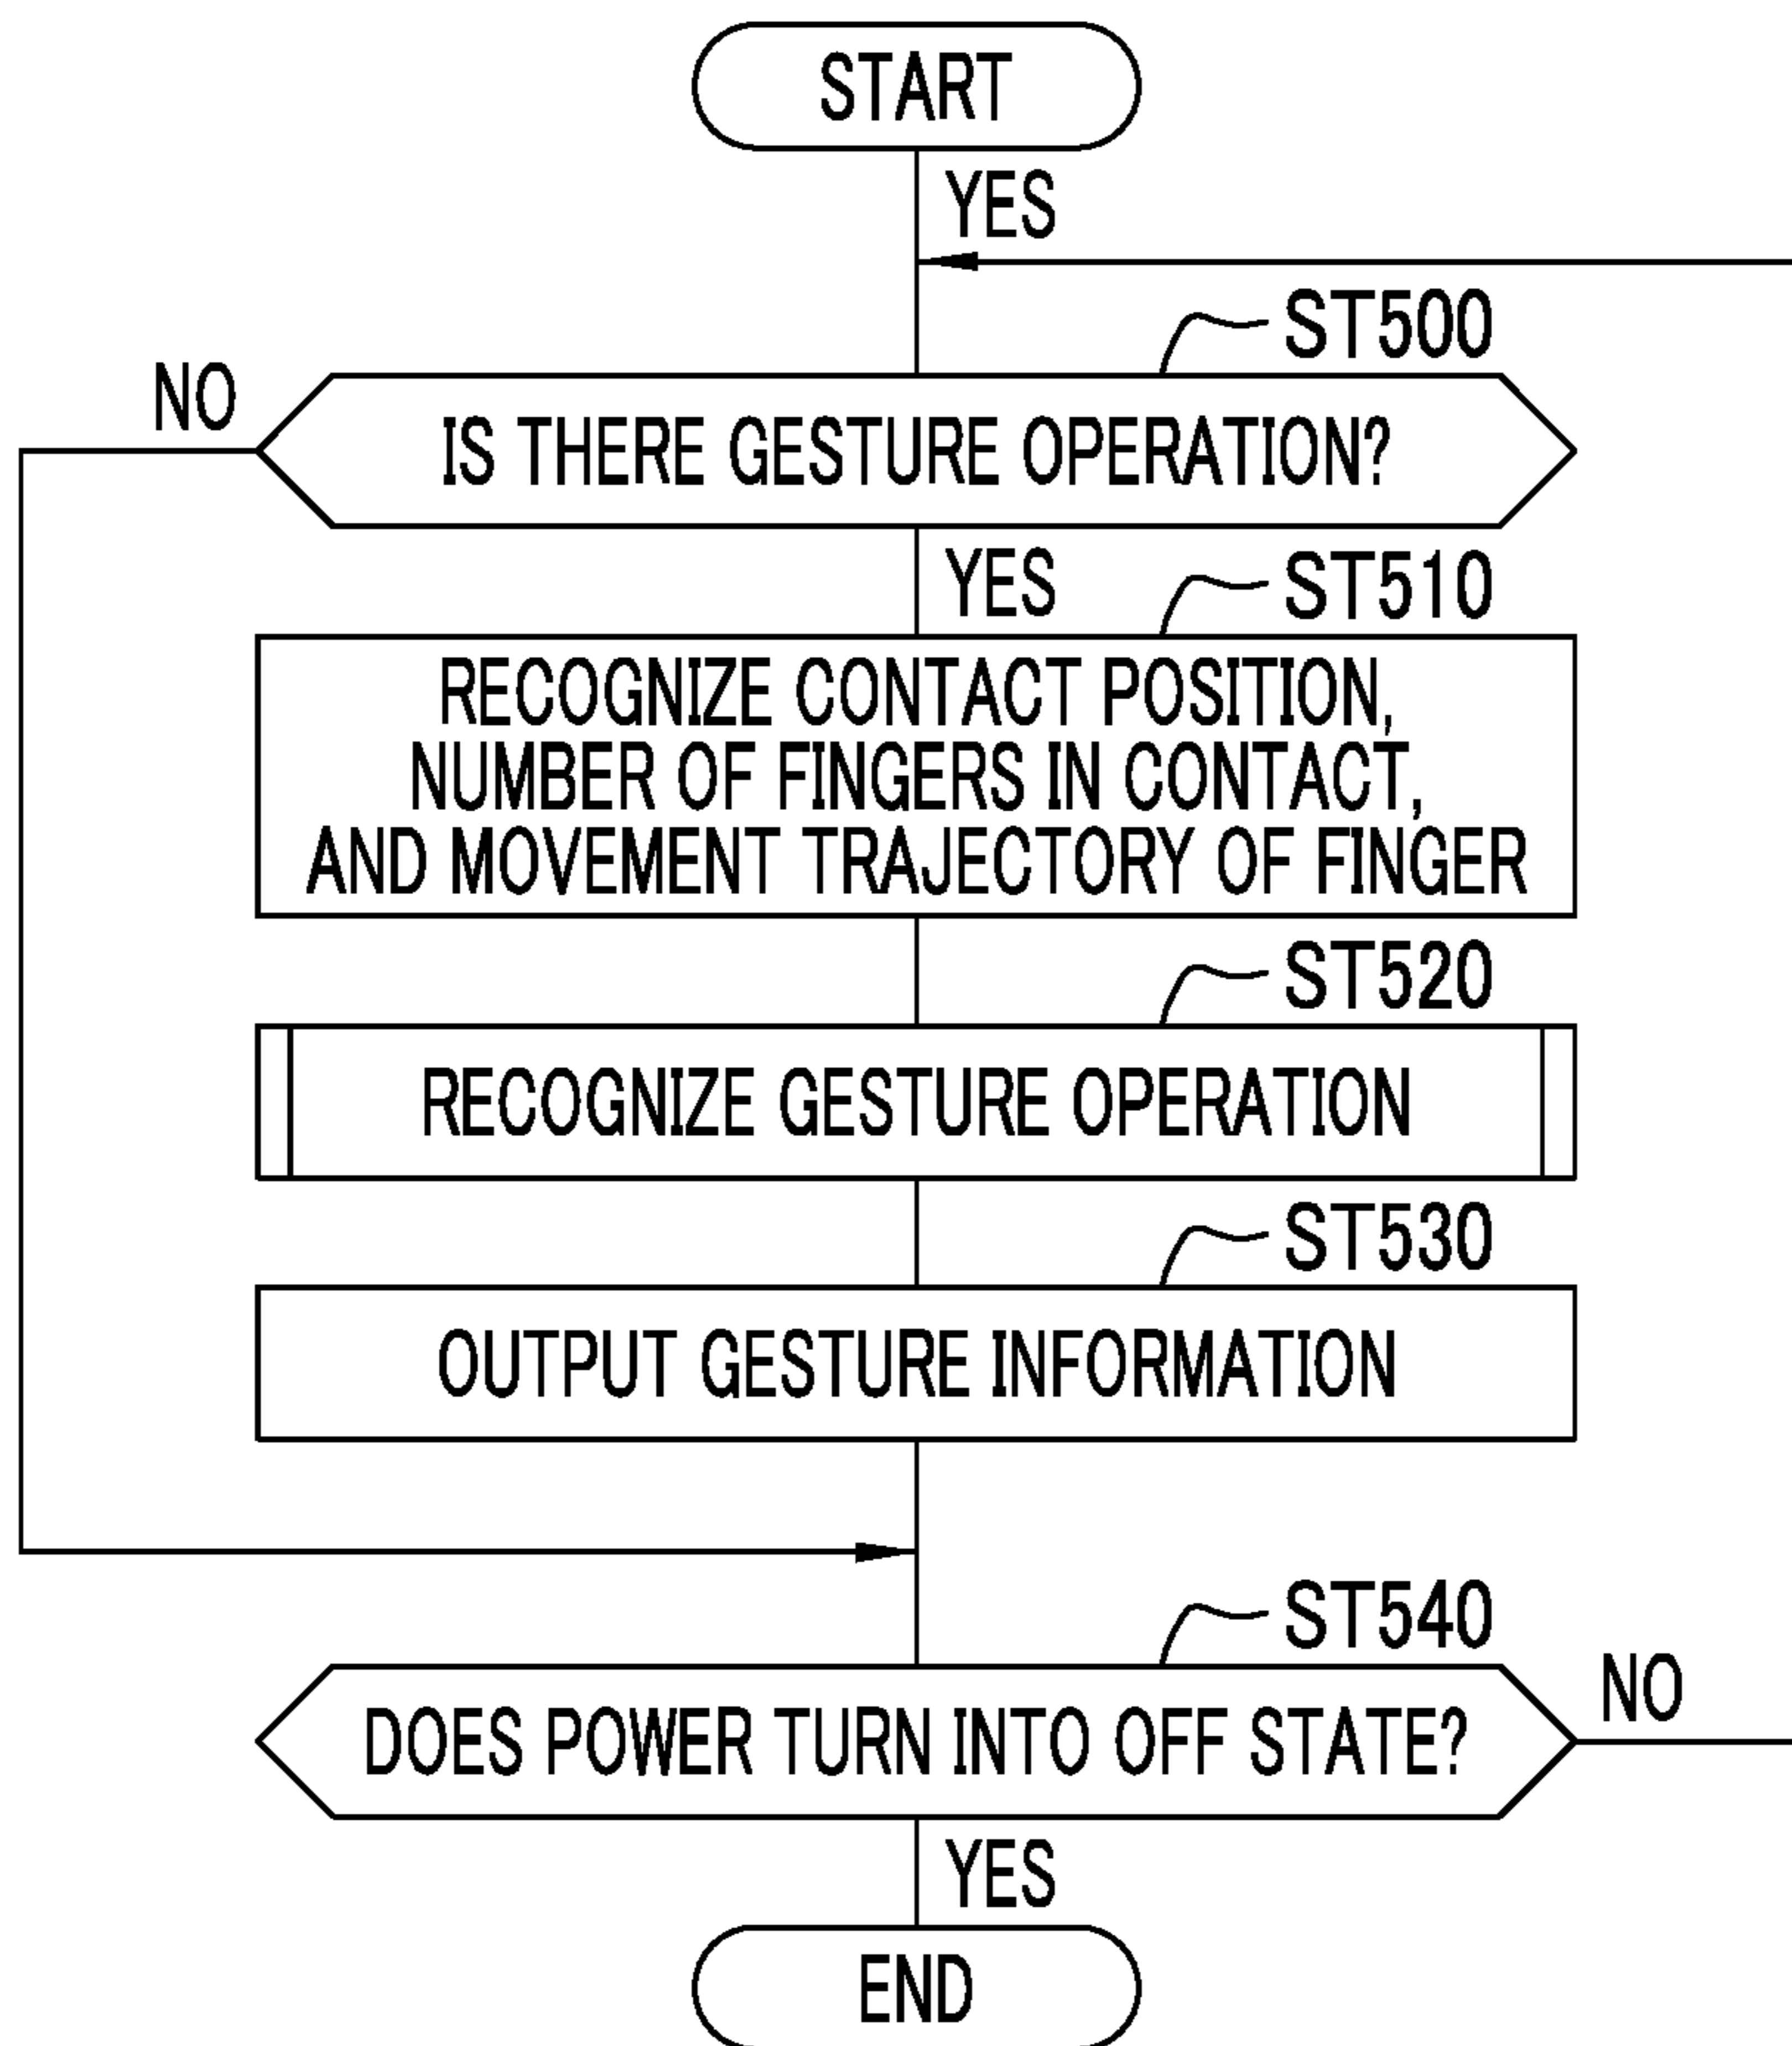 START
YES
ST500
NO
IS THERE GESTURE OPERATION?
YES
ST510
RECOGNIZE CONTACT POSITION,
NUMBER OF FINGERS IN CONTACT,
AND MOVEMENT TRAJECTORY OF FINGER
ST520
RECOGNIZE GESTURE OPERATION
ST530
OUTPUT GESTURE INFORMATION
ST540
NO
DOES POWER TURN INTO OFF STATE?
YES
END